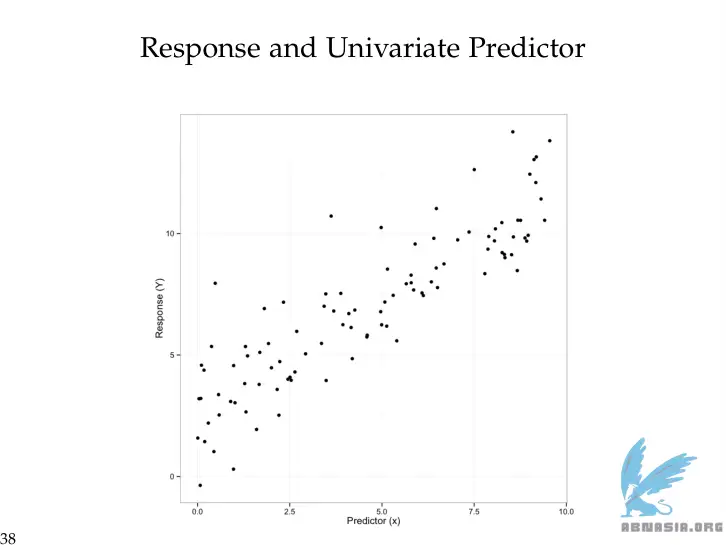 Response and Univariate Predictor
10
5
0
Response (Y)
0.0 2.5 5.0 7.5 10.0
Predictor (x)
ABNASIA.ORG
38